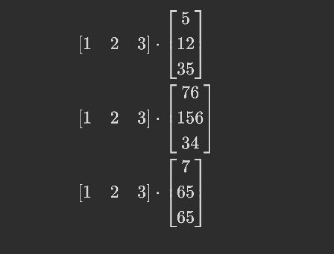 [1 2 3] · [5 12 35]
[1 2 3] · [76 156 34]
[1 2 3] · [7 65 65]